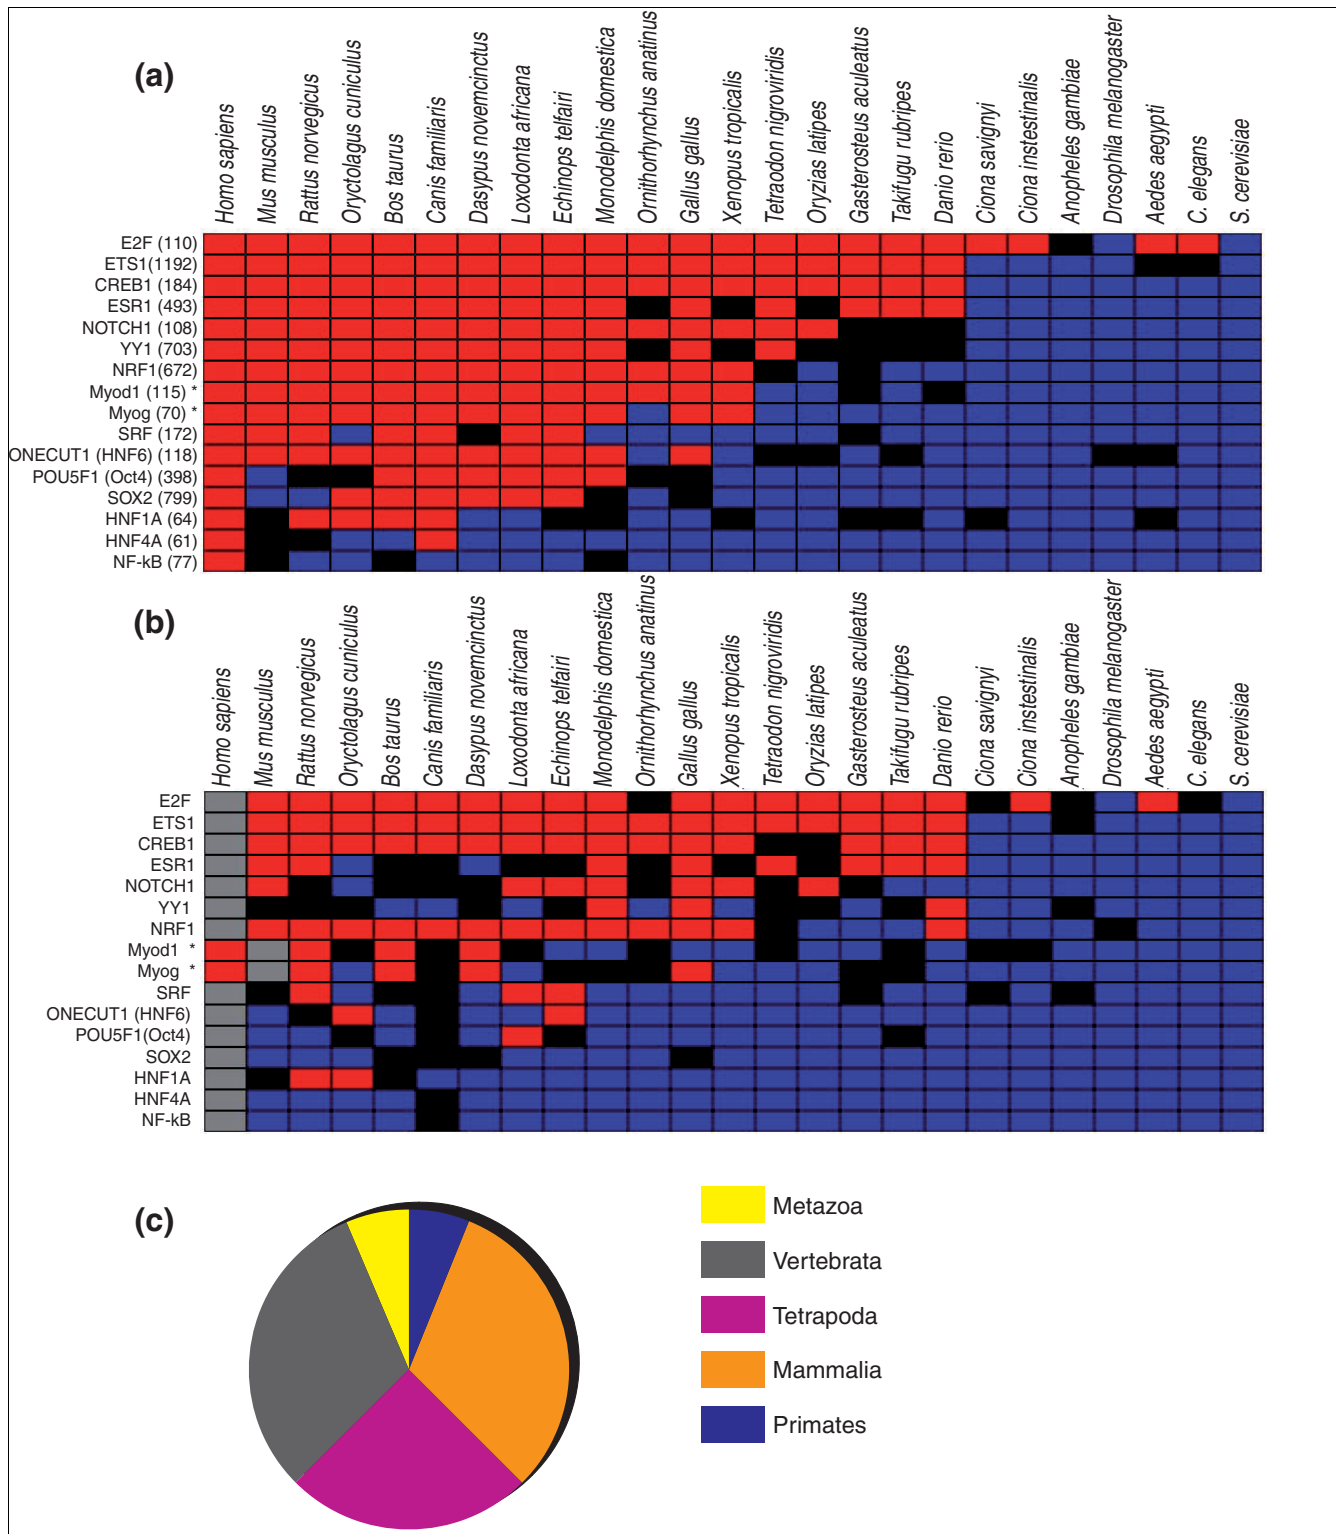 (a)
Homo sapiens
Mus musculus
Rattus norvegicus
Oryctolagus cuniculus
Bos taurus
Canis familiaris
Dasypus novemcinctus
Loxodonta africana
Echinops telfairi
Monodelphis domestica
Ornithorhynchus anatinus
Gallus gallus
Xenopus tropicalis
Tetraodon nigroviridis
Oryzias latipes
Gasterosteus aculeatus
Takifugu rubripes
Danio rerio
Ciona savignyi
Ciona instestinalis
Anopheles gambiae
Drosophila melanogaster
Aedes aegypti
C. elegans
S. cerevisiae
E2F (110)
ETS1(1192)
CREB1 (184)
ESR1 (493)
NOTCH1 (108)
YY1 (703)
NRF1(672)
Myod1 (115) *
Myog (70) *
SRF (172)
ONECUT1 (HNF6) (118)
POU5F1 (Oct4) (398)
SOX2 (799)
HNF1A (64)
HNF4A (61)
NF-kB (77)
(b)
Homo sapiens
Mus musculus
Rattus norvegicus
Oryctolagus cuniculus
Bos taurus
Canis familiaris
Dasypus novemcinctus
Loxodonta africana
Echinops telfairi
Monodelphis domestica
Ornithorhynchus anatinus
Gallus gallus
Xenopus tropicalis
Tetraodon nigroviridis
Oryzias latipes
Gasterosteus aculeatus
Takifugu rubripes
Danio rerio
Ciona savignyi
Ciona instestinalis
Anopheles gambiae
Drosophila melanogaster
Aedes aegypti
C. elegans
S. cerevisiae
E2F
ETS1
CREB1
ESR1
NOTCH1
YY1
NRF1
Myod1 *
Myog *
SRF
ONECUT1 (HNF6)
POU5F1(Oct4)
SOX2
HNF1A
HNF4A
NF-kB
(c)
Metazoa
Vertebrata
Tetrapoda
Mammalia
Primates